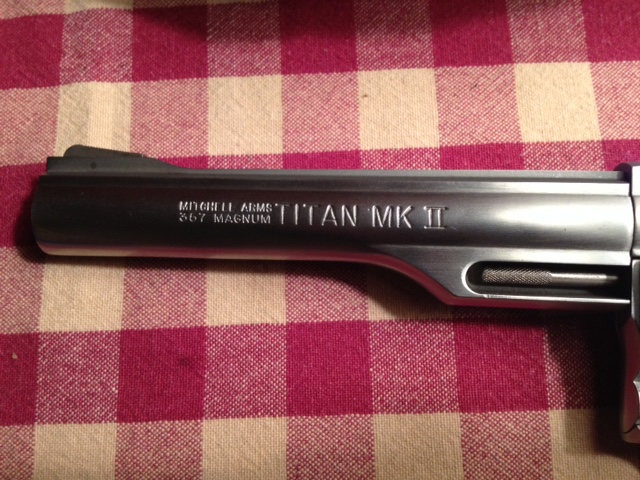 MITCHELL ARMS
357 MAGNUM
TITAN MK II